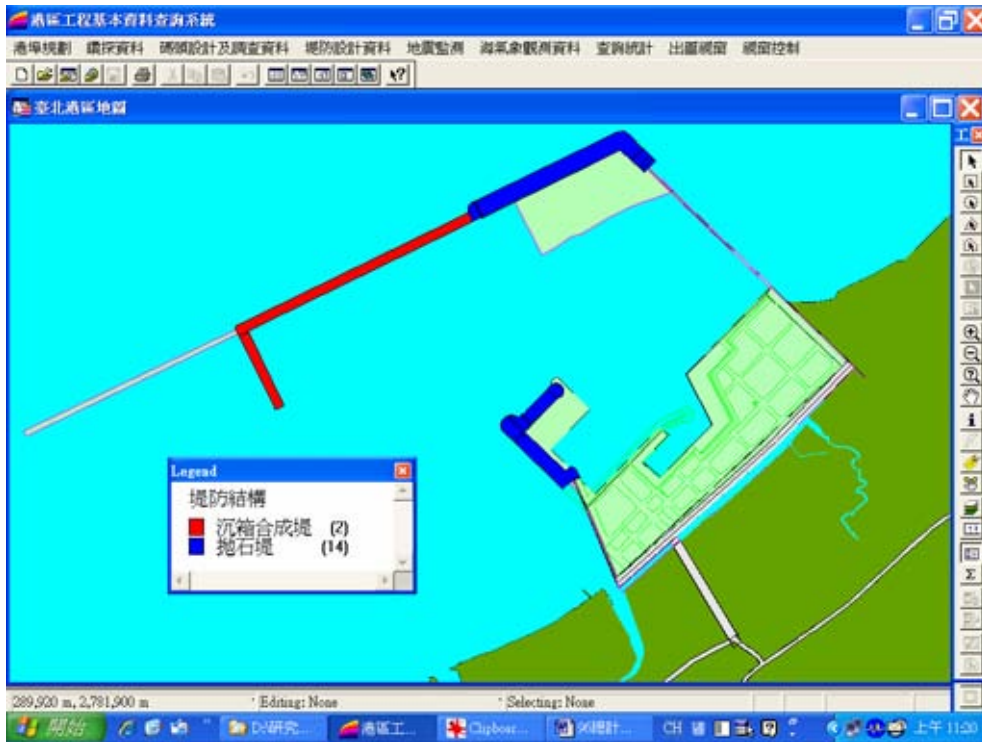 港區工程基本資料查詢系統
港埠規劃 鑽探資料 碼頭設計及調查資料 堤防設計資料 地震監測 海氣象觀測資料 查詢統計 出圖視窗 視窗控制
臺北港區地圖
工
Legend
堤防結構
沉箱合成堤 (2)
拋石堤 (14)
289,920 m, 2,781,900 m
Editing: None
Selecting: None
開始
D:\研究...
港區工...
Clipboar...
CH
上午 11:20